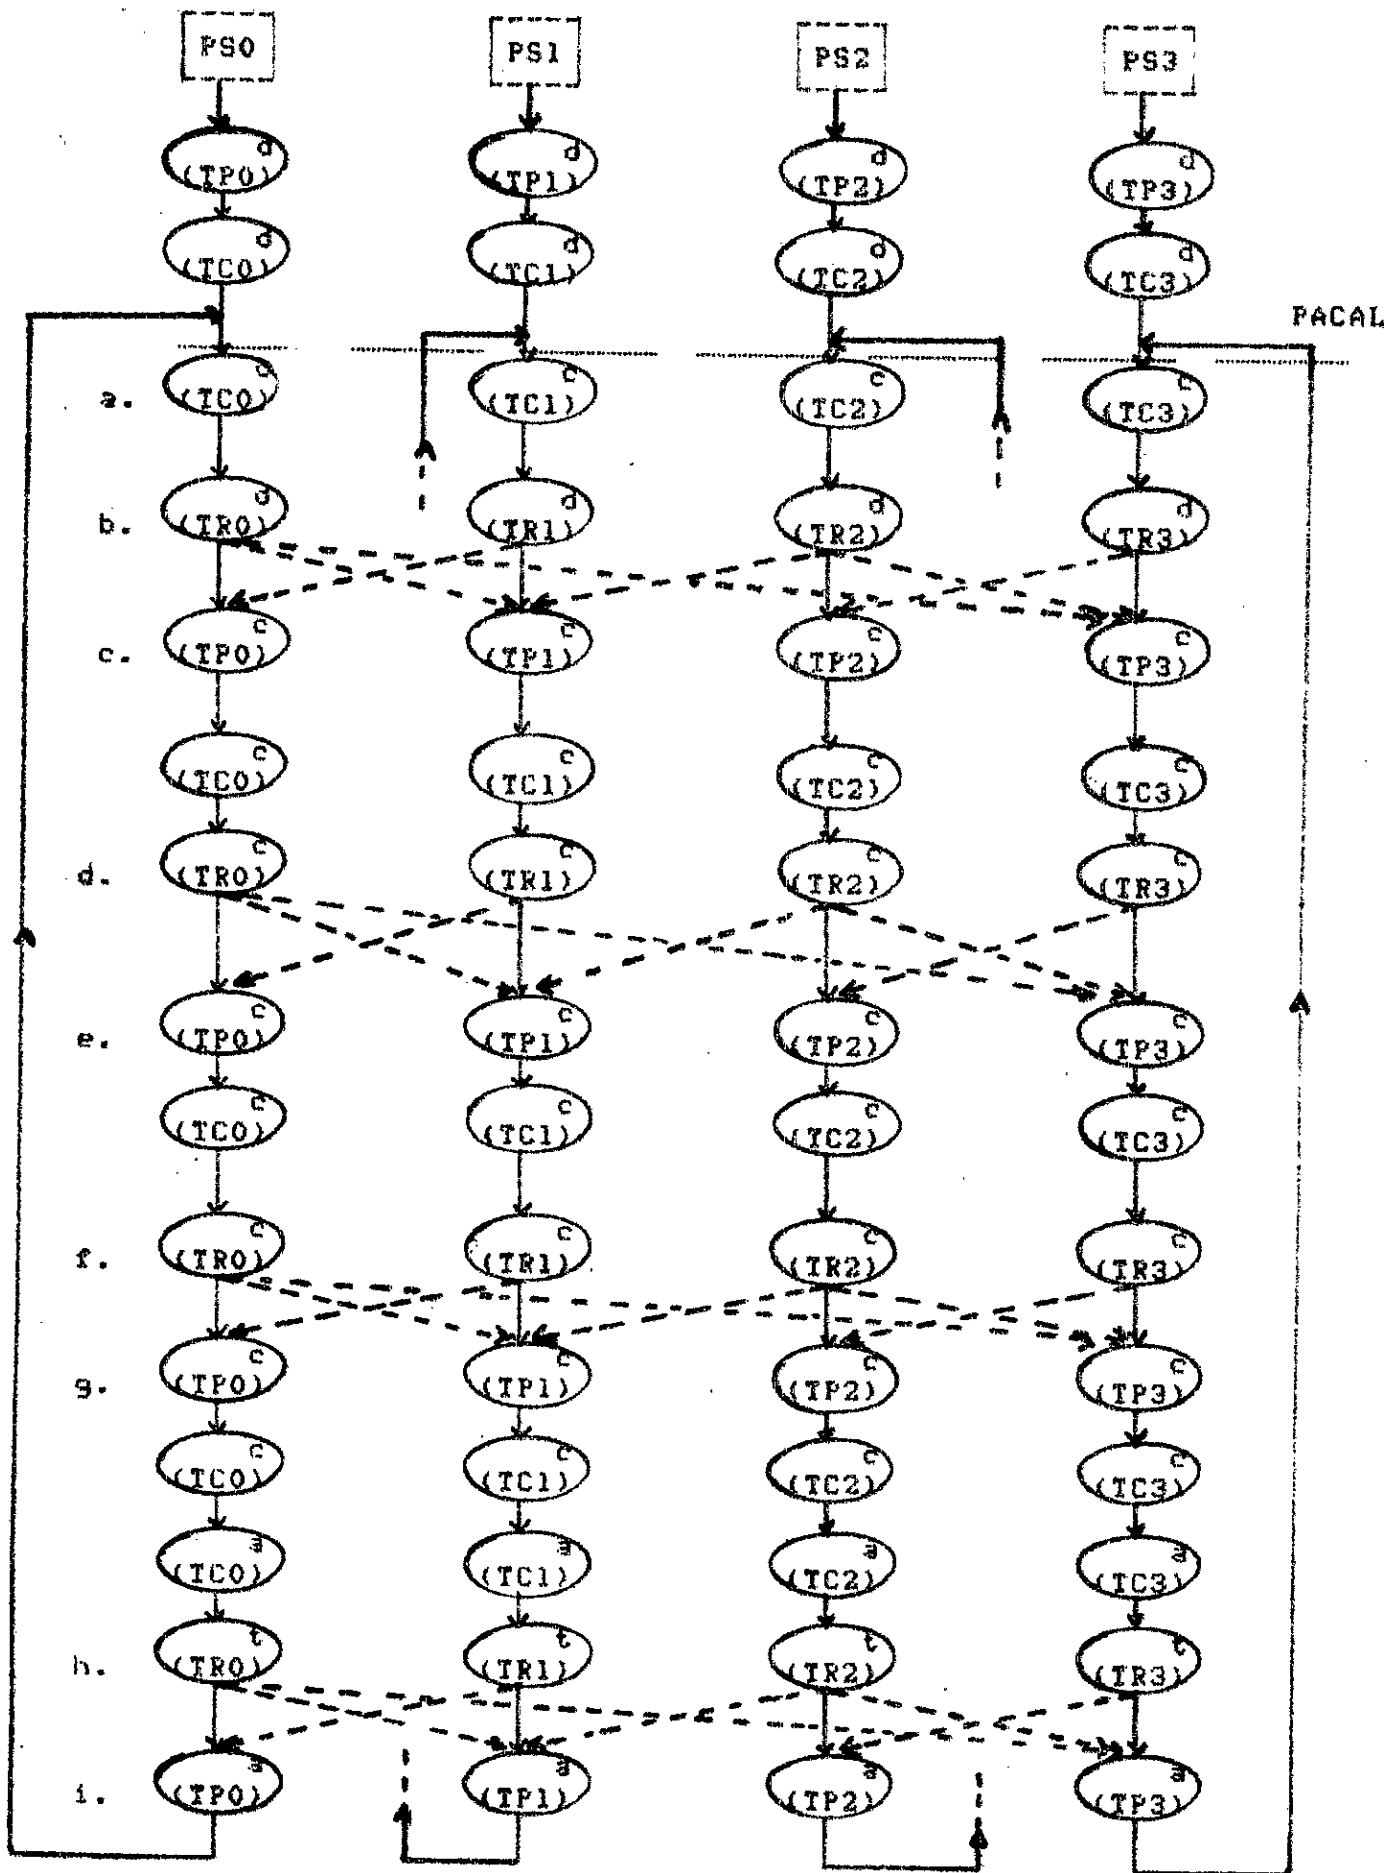 PS0 PS1 PS2 PS3
d d d d
(TP0) (TP1) (TP2) (TP3)
d d d d
(TC0) (TC1) (TC2) (TC3)
PACAL
c c c
a. (TC0) (TC1) (TC2) (TC3)
d d d d
b. (TR0) (TR1) (TR2) (TR3)
c c c c
c. (TP0) (TP1) (TP2) (TP3)
c c c c
(TC0) (TC1) (TC2) (TC3)
c c c c
d. (TR0) (TR1) (TR2) (TR3)
c c c c
e. (TP0) (TP1) (TP2) (TP3)
c c c c
(TC0) (TC1) (TC2) (TC3)
c c c c
f. (TR0) (TR1) (TR2) (TR3)
c c c c
g. (TP0) (TP1) (TP2) (TP3)
c c c c
(TC0) (TC1) (TC2) (TC3)
a a a a
(TC0) (TC1) (TC2) (TC3)
t t t t
h. (TR0) (TR1) (TR2) (TR3)
a a a a
i. (TP0) (TP1) (TP2) (TP3)